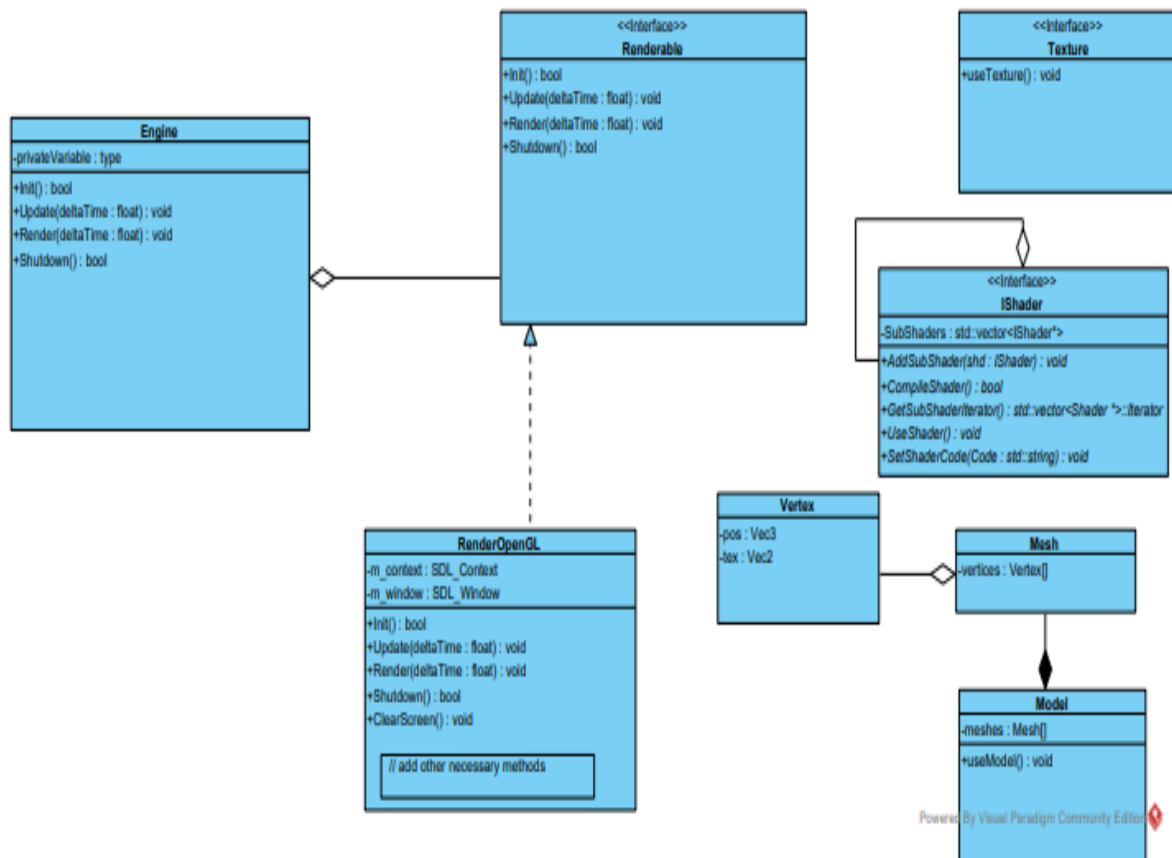 <<Interface>>
Renderable
+Init() : bool
+Update(deltaTime : float) : void
+Render(deltaTime : float) : void
+Shutdown() : bool
<<Interface>>
Texture
+useTexture() : void
Engine
-privateVariable : type
+Init() : bool
+Update(deltaTime : float) : void
+Render(deltaTime : float) : void
+Shutdown() : bool
<<Interface>>
IShader
-SubShaders : std::vector<IShader*>
+AddSubShader(shd : IShader) : void
+CompileShader() : bool
+GetSubShaderIterator() : std::vector<Shader *>::Iterator
+UseShader() : void
+SetShaderCode(Code : std::string) : void
RenderOpenGL
-m_context : SDL_Context
-m_window : SDL_Window
+Init() : bool
+Update(deltaTime : float) : void
+Render(deltaTime : float) : void
+Shutdown() : bool
+ClearScreen() : void
// add other necessary methods
Vertex
-pos : Vec3
-tex : Vec2
Mesh
-vertices : Vertex[]
Model
-meshes : Mesh[]
+useModel() : void
Powered By Visual Paradigm Community Edition